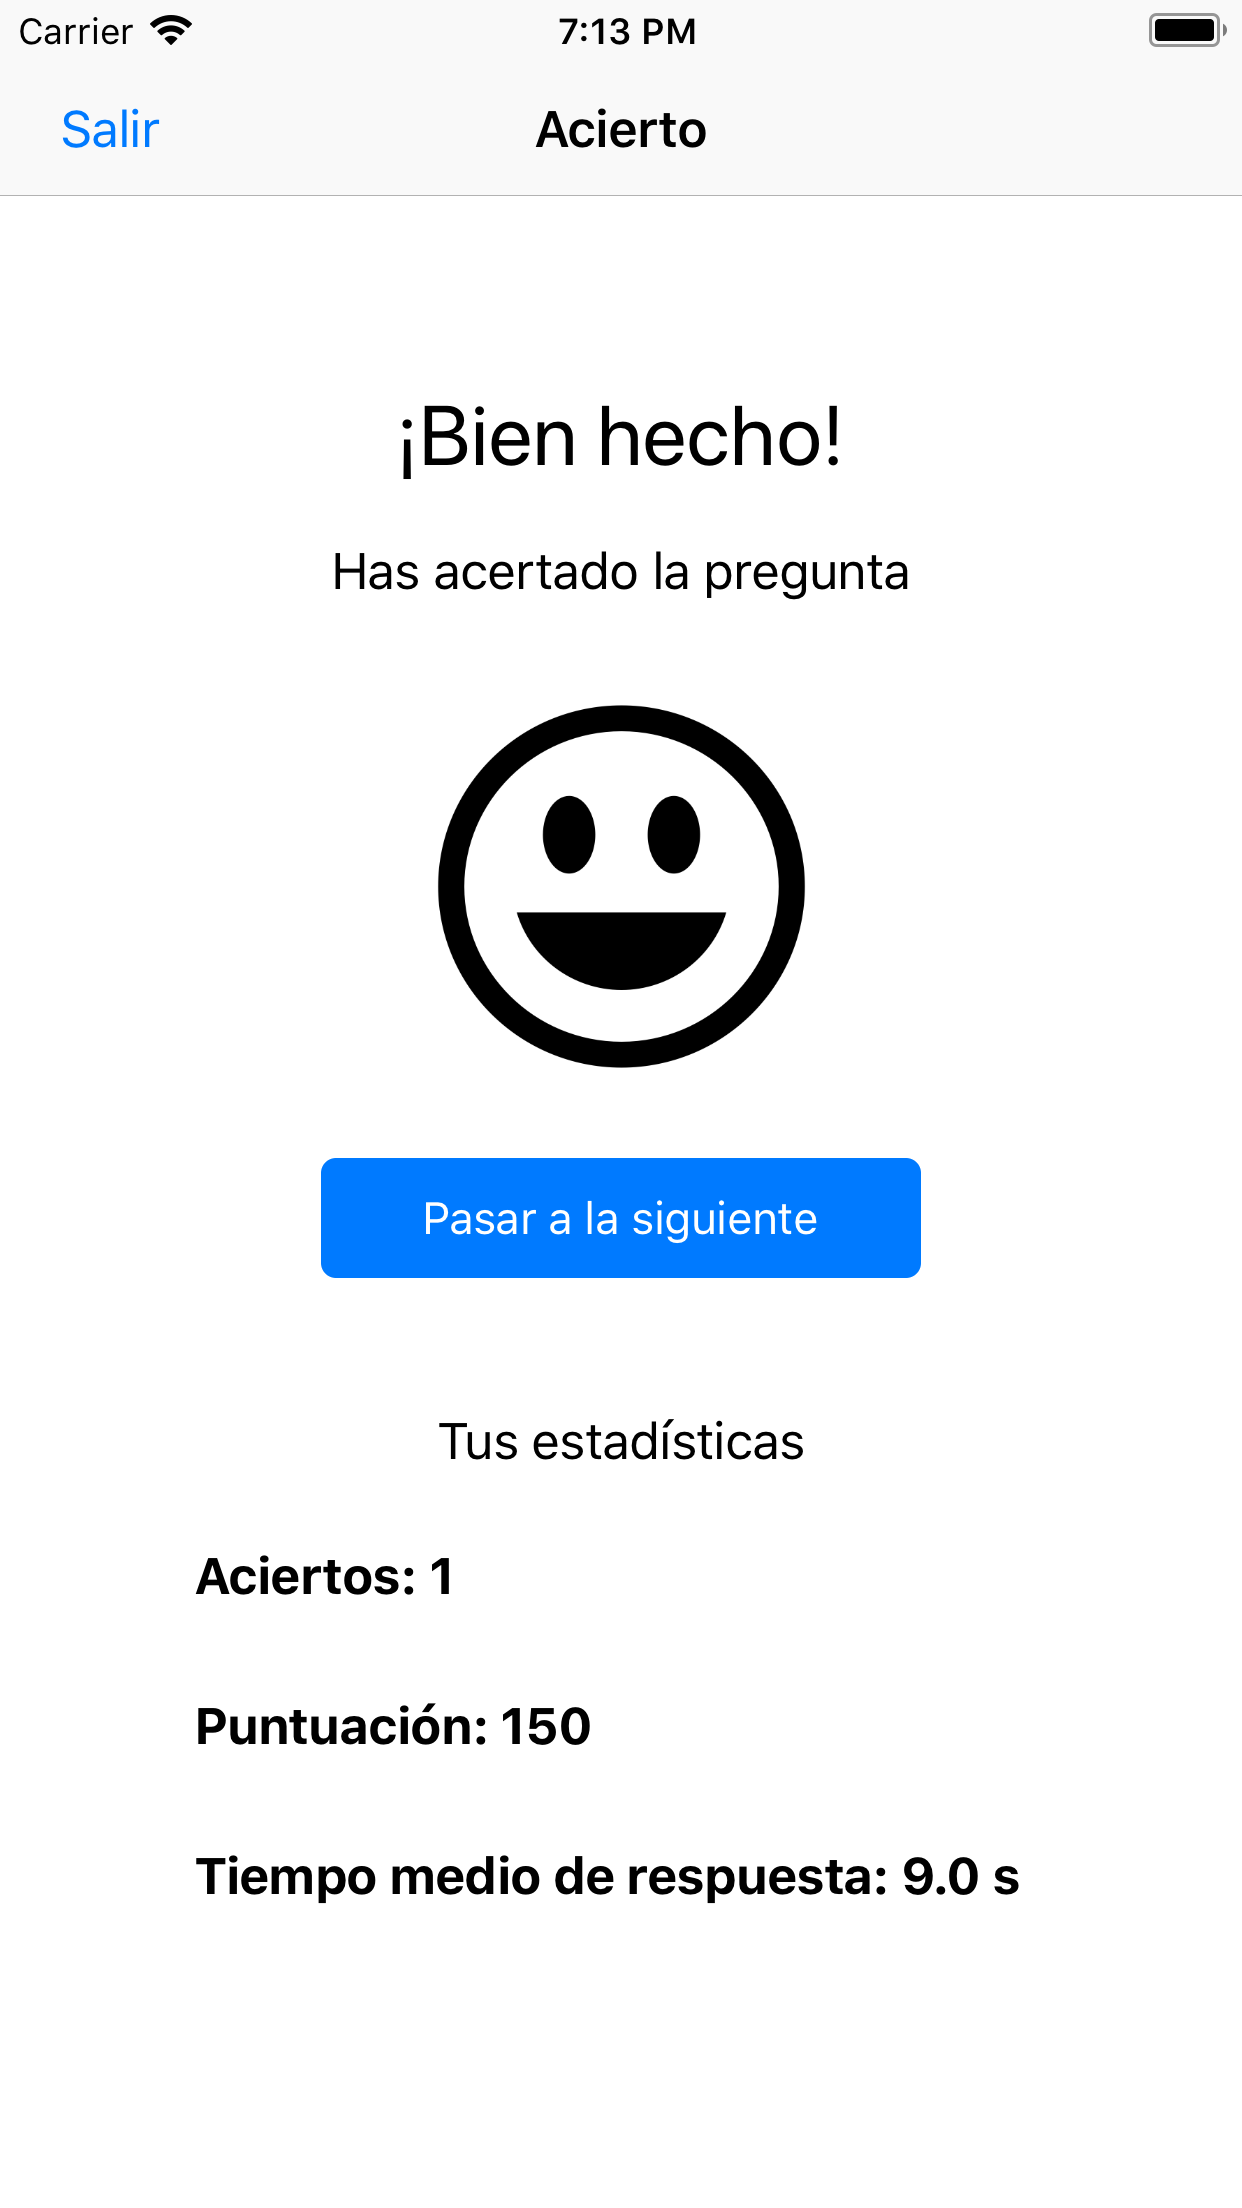 Carrier 7:13 PM
Salir Acierto
¡Bien hecho!
Has acertado la pregunta
Pasar a la siguiente
Tus estadísticas
Aciertos: 1
Puntuación: 150
Tiempo medio de respuesta: 9.0 s